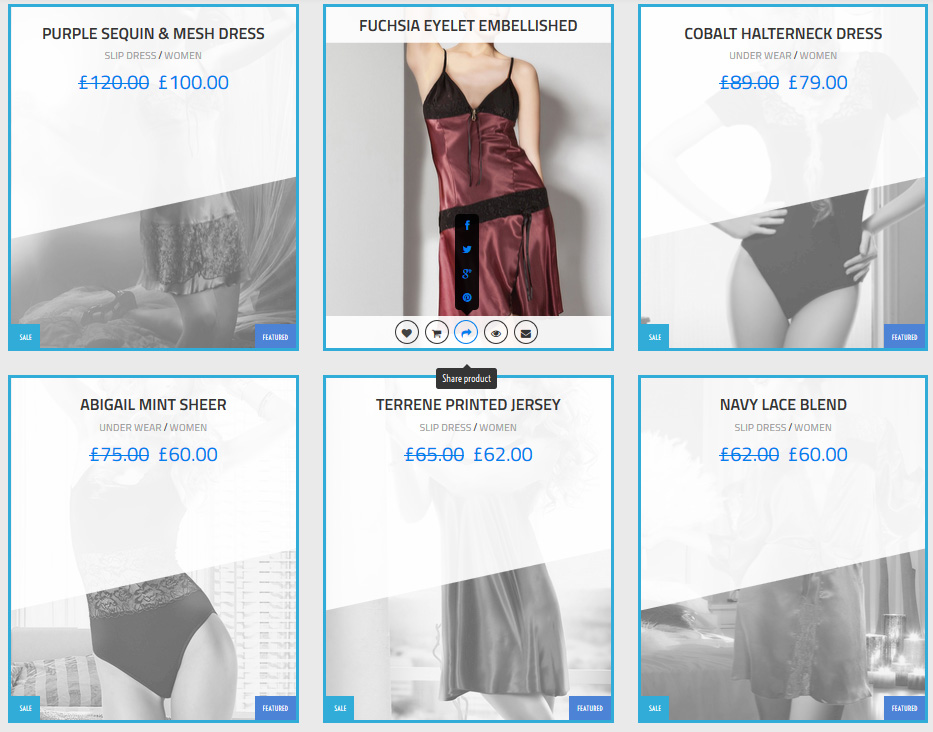 PURPLE SEQUIN & MESH DRESS
SLIP DRESS / WOMEN
£120.00 £100.00
SALE
FEATURED
FUCHSIA EYELET EMBELLISHED
Share product
COBALT HALTERNECK DRESS
UNDER WEAR / WOMEN
£89.00 £79.00
SALE
FEATURED
ABIGAIL MINT SHEER
UNDER WEAR / WOMEN
£75.00 £60.00
SALE
FEATURED
TERRENE PRINTED JERSEY
SLIP DRESS / WOMEN
£65.00 £62.00
SALE
FEATURED
NAVY LACE BLEND
SLIP DRESS / WOMEN
£62.00 £60.00
SALE
FEATURED